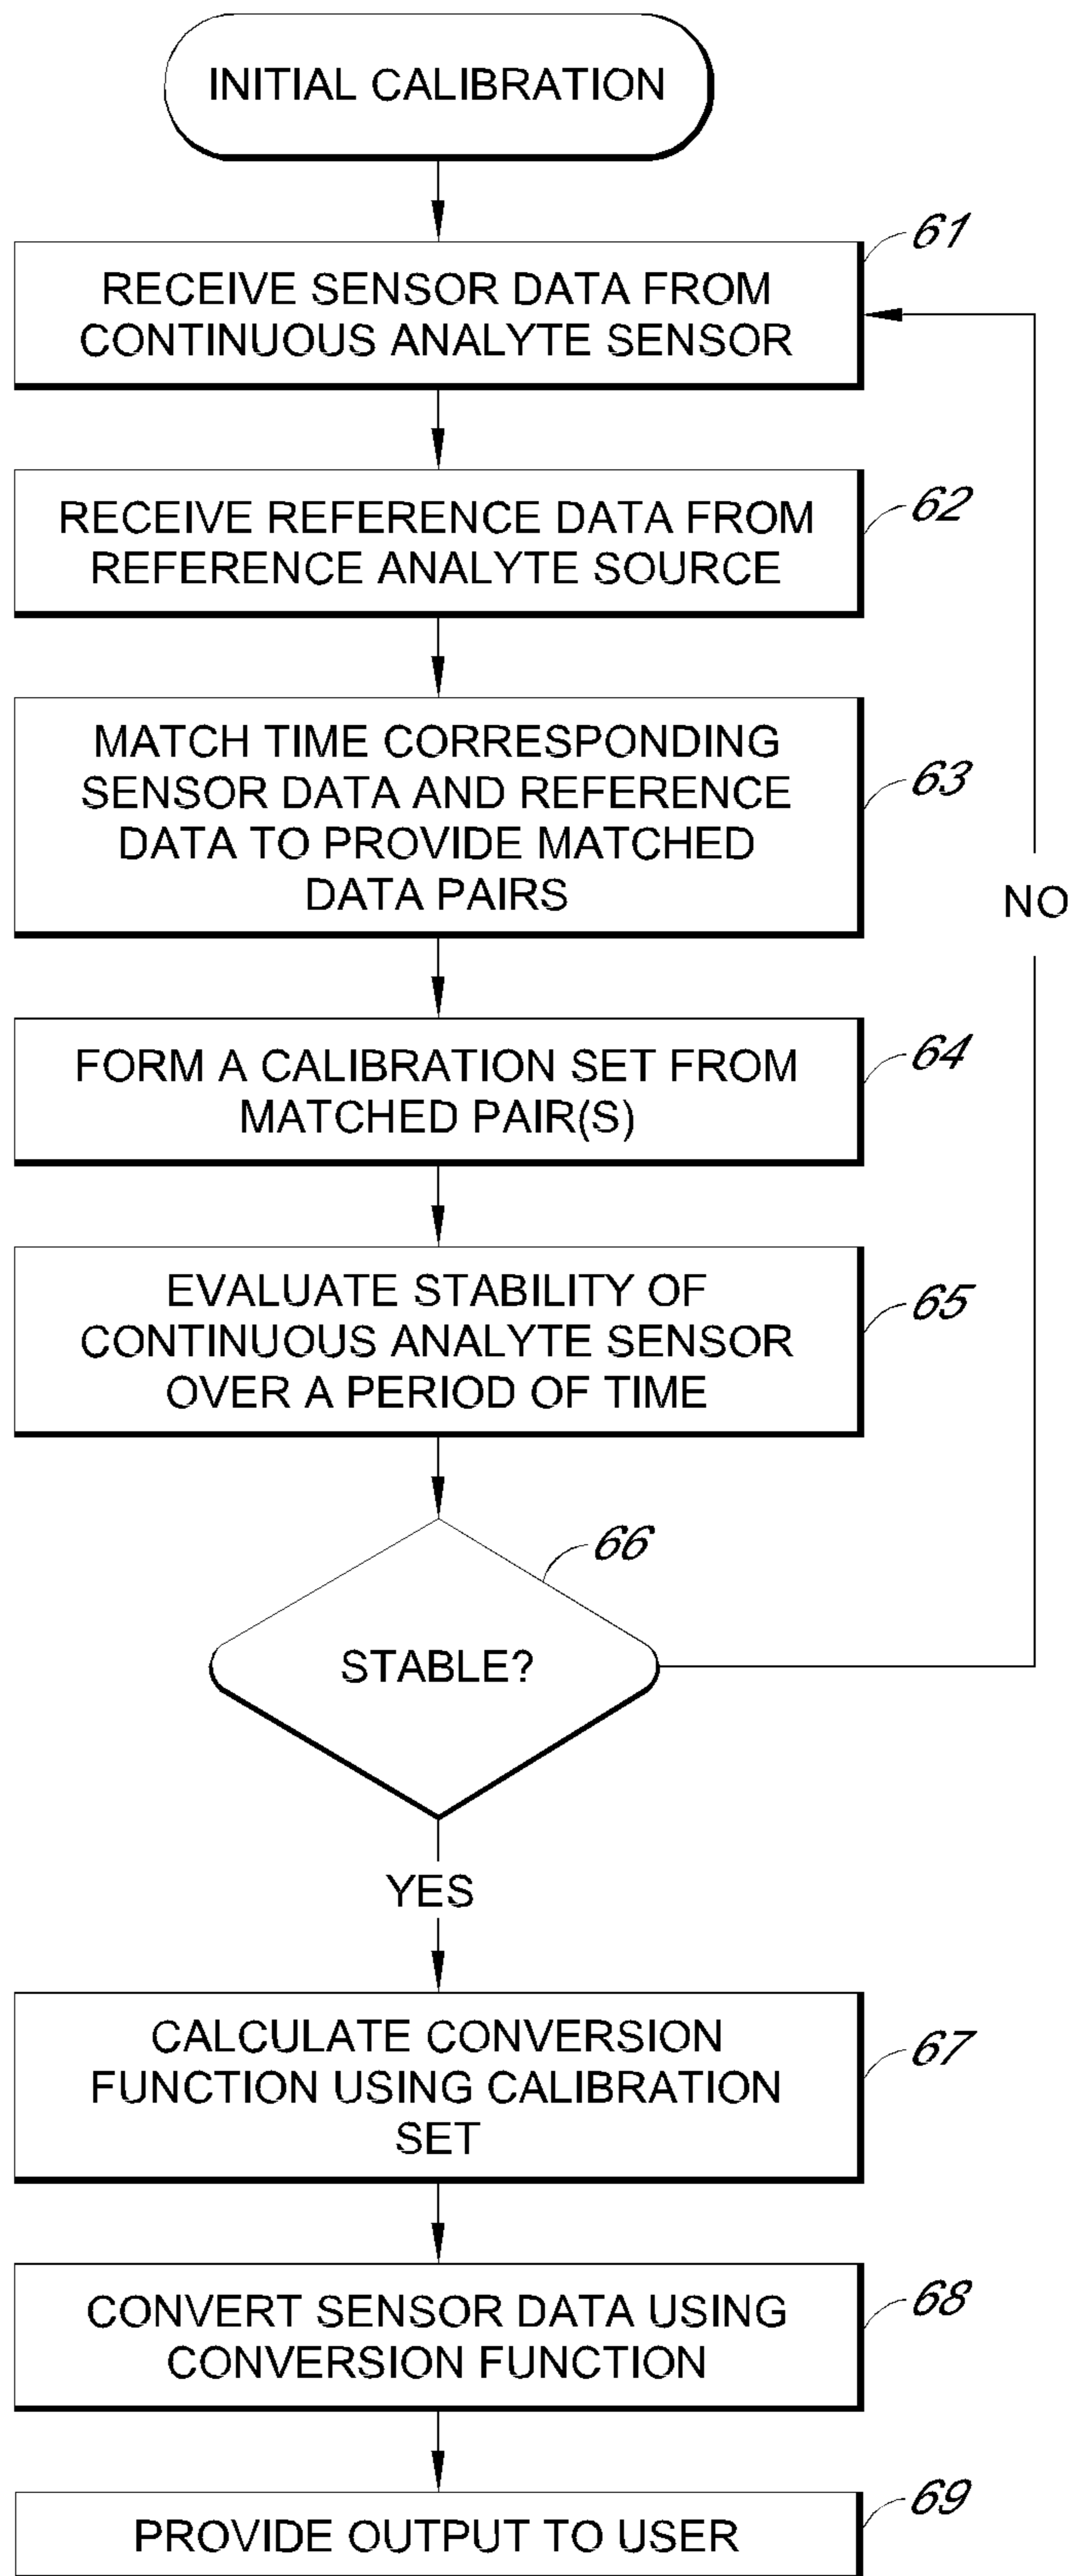 INITIAL CALIBRATION
61
RECEIVE SENSOR DATA FROM
CONTINUOUS ANALYTE SENSOR
62
RECEIVE REFERENCE DATA FROM
REFERENCE ANALYTE SOURCE
63
MATCH TIME CORRESPONDING
SENSOR DATA AND REFERENCE
DATA TO PROVIDE MATCHED
DATA PAIRS
NO
64
FORM A CALIBRATION SET FROM
MATCHED PAIR(S)
65
EVALUATE STABILITY OF
CONTINUOUS ANALYTE SENSOR
OVER A PERIOD OF TIME
66
STABLE?
YES
67
CALCULATE CONVERSION
FUNCTION USING CALIBRATION
SET
68
CONVERT SENSOR DATA USING
CONVERSION FUNCTION
69
PROVIDE OUTPUT TO USER